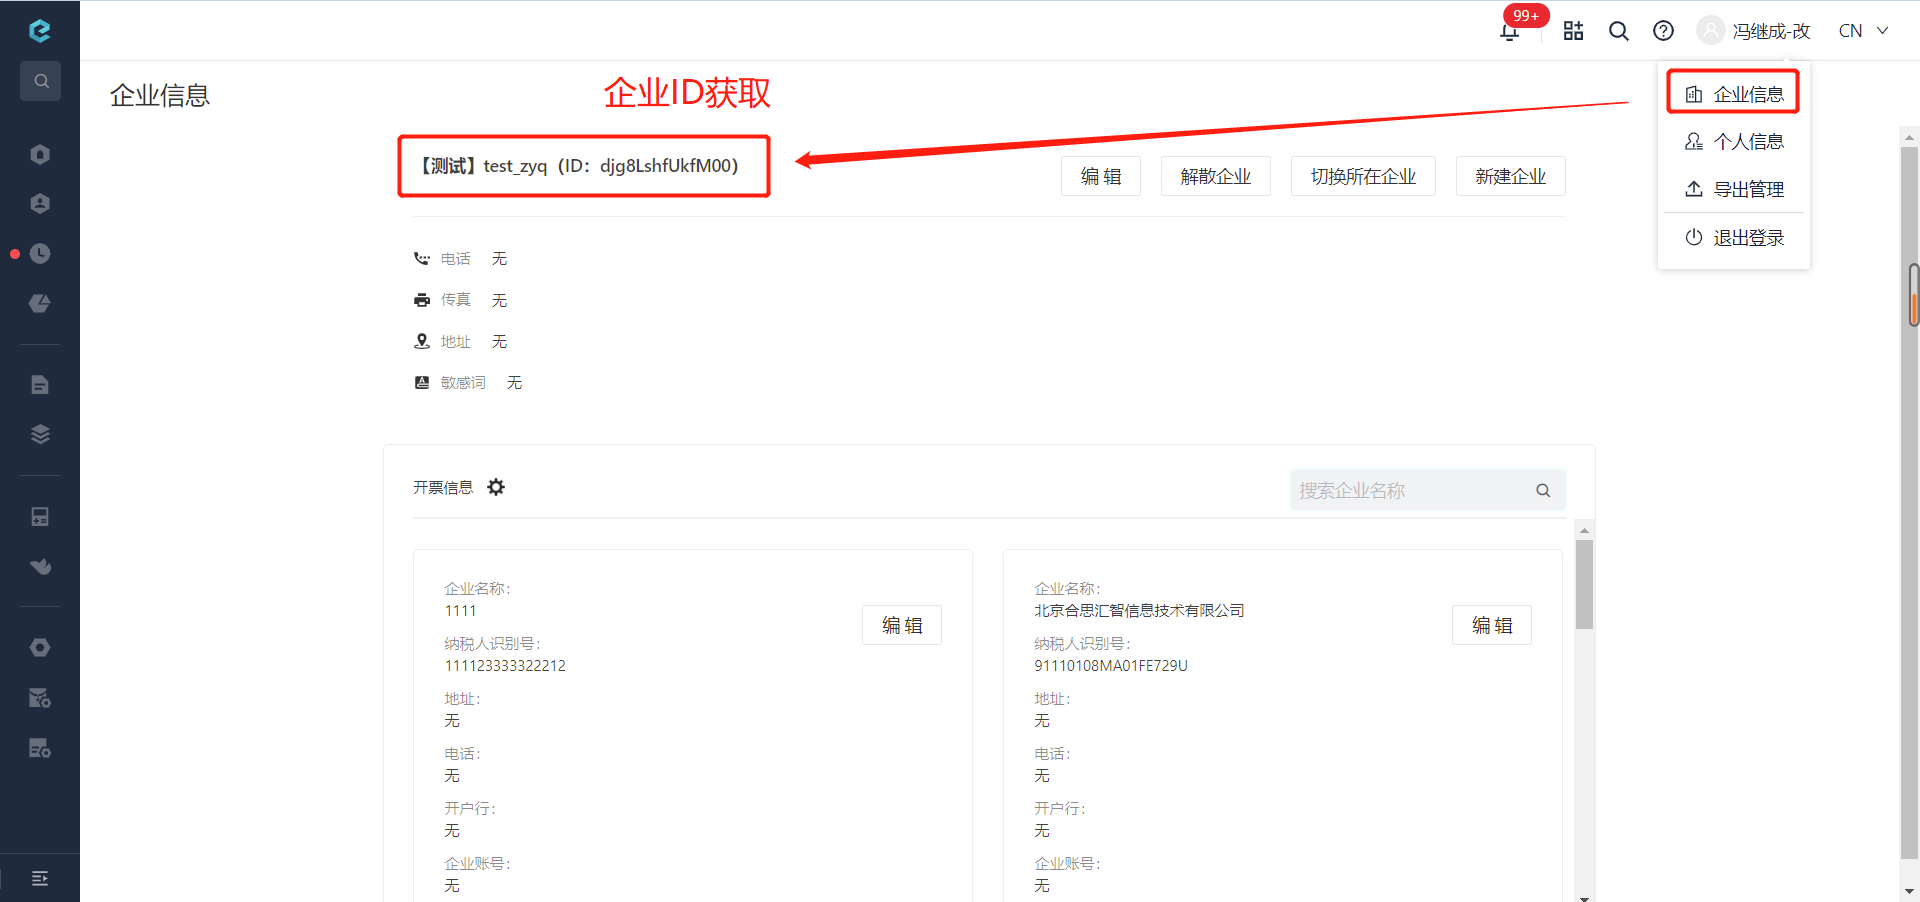 99+
冯继成-改
CN
企业信息
企业ID获取
企业信息
个人信息
导出管理
退出登录
【测试】test_zyq（ID：djg8LshfUkfM00）
编 辑
解散企业
切换所在企业
新建企业
电话 无
传真 无
地址 无
敏感词 无
开票信息
搜索企业名称
企业名称:
1111
编 辑
纳税人识别号:
111123333322212
地址:
无
电话:
无
开户行:
无
企业账号:
无
企业名称:
北京合思汇智信息技术有限公司
编 辑
纳税人识别号:
91110108MA01FE729U
地址:
无
电话:
无
开户行:
无
企业账号:
无